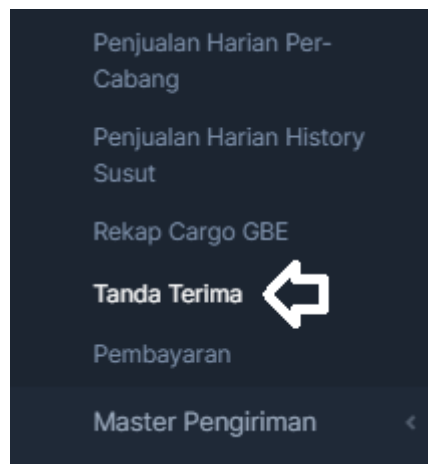 Penjualan Harian Per-
Cabang
Penjualan Harian History
Susut
Rekap Cargo GBE
Tanda Terima
Pembayaran
Master Pengiriman